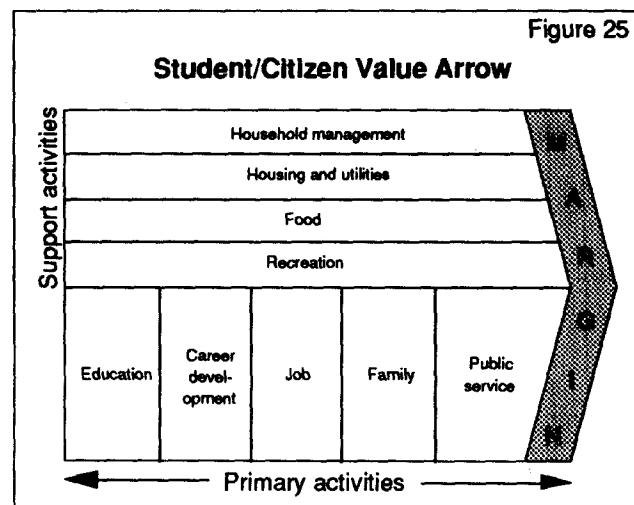 Figure 25
Student/Citizen Value Arrow
Support activities
Household management
Housing and utilities
Food
Recreation
Education
Career
devel-
opment
Job
Family
Public
service
M
A
R
G
I
N
Primary activities